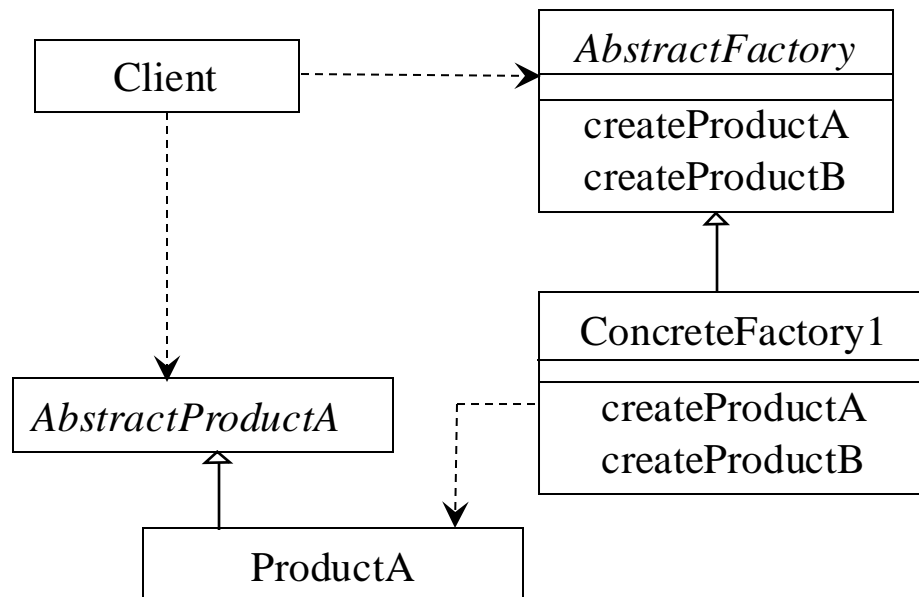 Client
AbstractFactory
createProductA
createProductB
ConcreteFactory1
createProductA
createProductB
AbstractProductA
ProductA